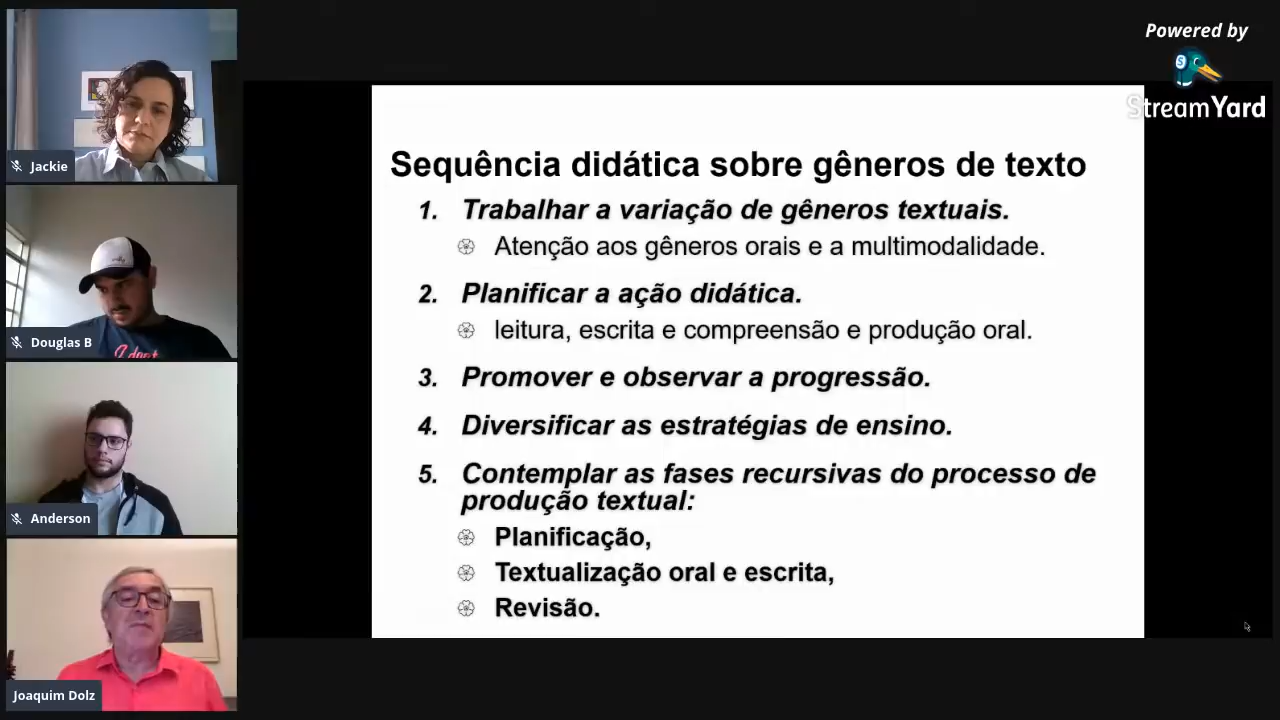 Jackie
Douglas B
I don't
Anderson
Joaquim Dolz
Powered by
StreamYard
Sequência didática sobre gêneros de texto
1. Trabalhar a variação de gêneros textuais.
Atenção aos gêneros orais e a multimodalidade.
2. Planificar a ação didática.
leitura, escrita e compreensão e produção oral.
3. Promover e observar a progressão.
4. Diversificar as estratégias de ensino.
5. Contemplar as fases recursivas do processo de
produção textual:
Planificação,
Textualização oral e escrita,
Revisão.